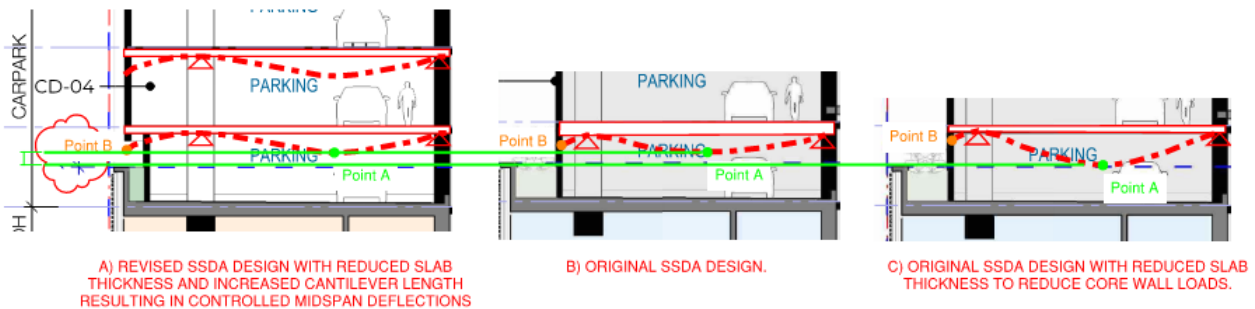 PARKING
CARPARK
CD-04
PARKING
PARKING
Point B
PARKING
Point A
PARKING
Point B
PARKING
Point A
Point B
PARKING
Point A
A) REVISED SSDA DESIGN WITH REDUCED SLAB
THICKNESS AND INCREASED CANTILEVER LENGTH
RESULTING IN CONTROLLED MIDSPAN DEFLECTIONS
B) ORIGINAL SSDA DESIGN.
C) ORIGINAL SSDA DESIGN WITH REDUCED SLAB
THICKNESS TO REDUCE CORE WALL LOADS.